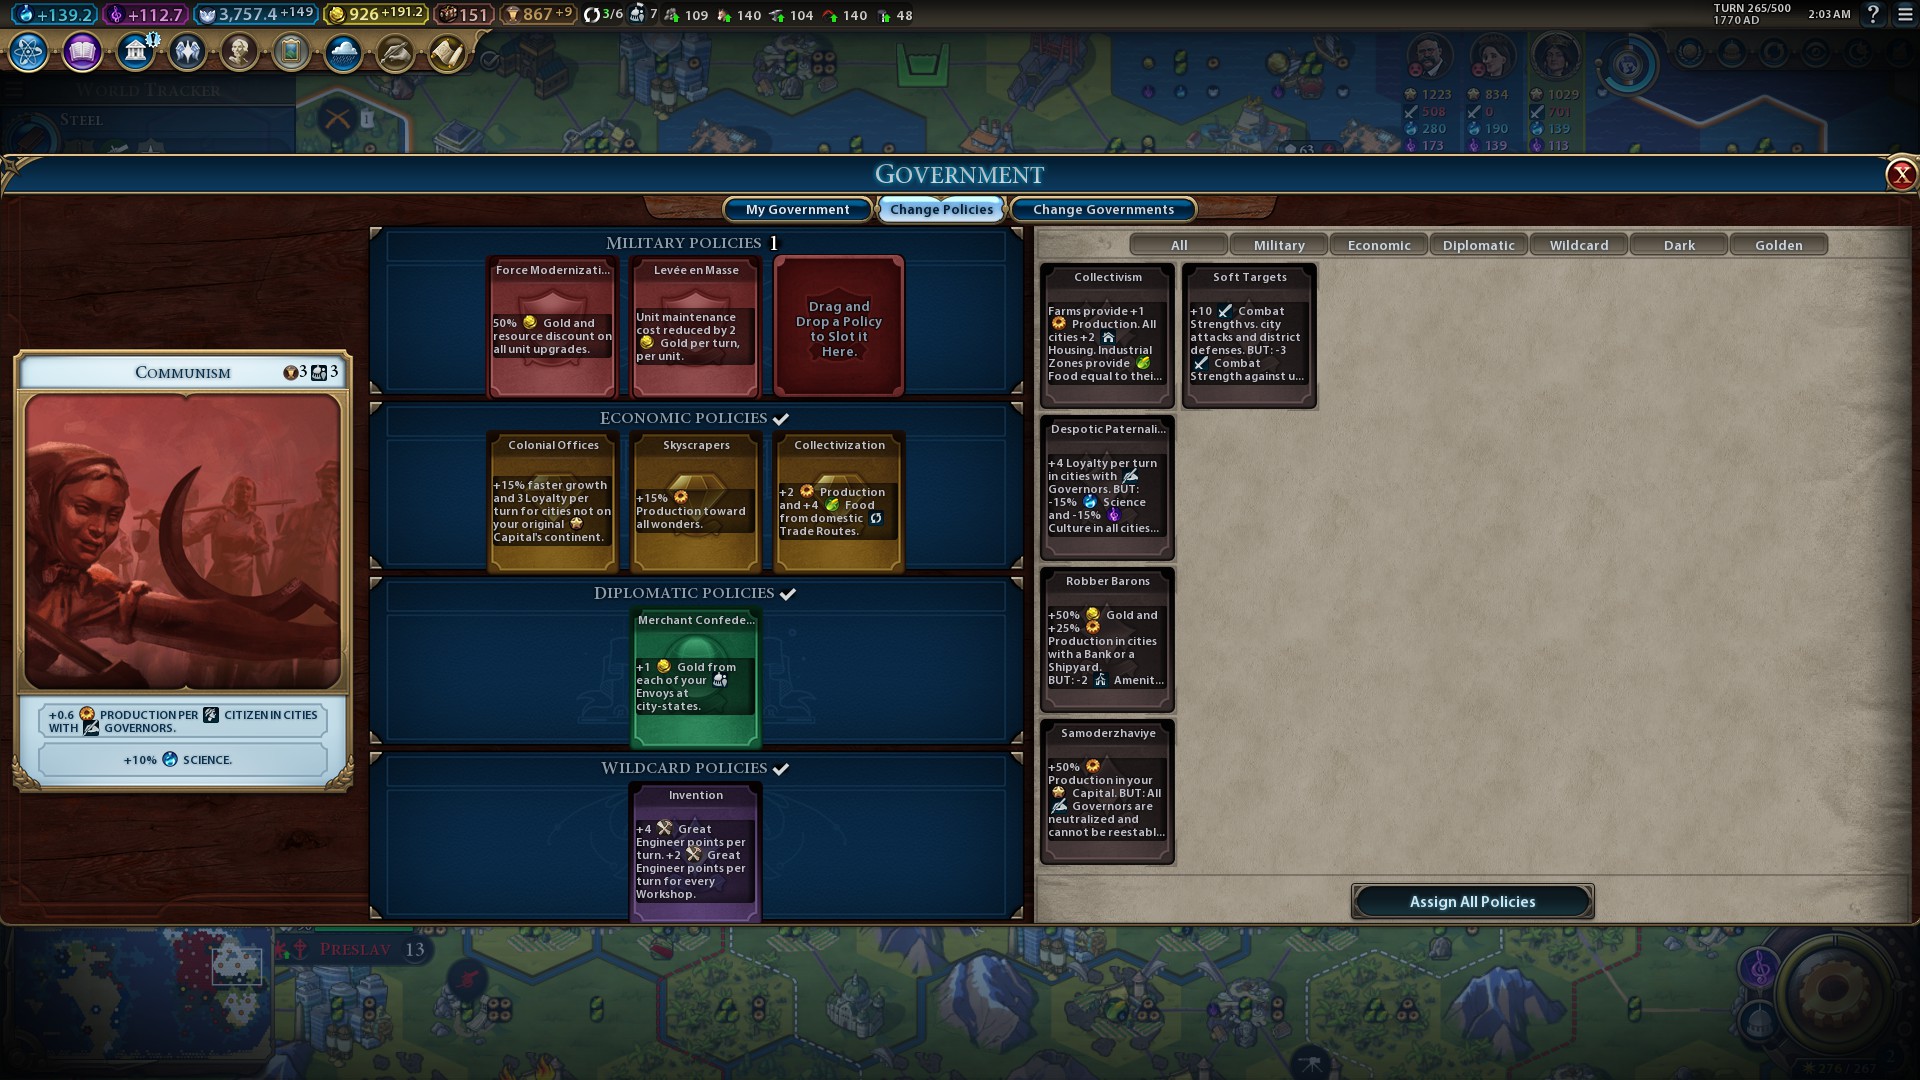 +139.2 +112.7 3,757.4 +149 926 +191.2 151 867 +9 3/6 7 109 140 104 140 48
TURN 265/500
1770 AD
2:03 AM ?
WORLD TRACKER
STEEL
1
1223 834 1029
508 0 701
280 190 139
173 139 113
63
GOVERNMENT
X
My Government Change Policies Change Governments
MILITARY POLICIES 1
Force Modernizati...
50% Gold and
resource discount on
all unit upgrades.
Levée en Masse
Unit maintenance
cost reduced by 2
Gold per turn,
per unit.
Drag and
Drop a Policy
to Slot it
Here.
ECONOMIC POLICIES
Colonial Offices
+15% faster growth
and 3 Loyalty per
turn for cities not on
your original
Capital's continent.
Skyscrapers
+15%
Production toward
all wonders.
Collectivization
+2 Production
and +4 Food
from domestic
Trade Routes.
DIPLOMATIC POLICIES
Merchant Confede...
+1 Gold from
each of your
Envoys at
city-states.
WILDCARD POLICIES
Invention
+4 Great
Engineer points per
turn. +2 Great
Engineer points per
turn for every
Workshop.
COMMUNISM 3 3
+0.6 PRODUCTION PER CITIZEN IN CITIES
WITH GOVERNORS.
+10% SCIENCE.
All Military Economic Diplomatic Wildcard Dark Golden
Collectivism
Farms provide +1
Production. All
cities +2
Housing. Industrial
Zones provide
Food equal to thei...
Soft Targets
+10 Combat
Strength vs. city
attacks and district
defenses. BUT: -3
Combat
Strength against u...
Despotic Paternali...
+4 Loyalty per turn
in cities with
Governors. BUT:
-15% Science
and -15%
Culture in all cities...
Robber Barons
+50% Gold and
+25%
Production in cities
with a Bank or a
Shipyard.
BUT: -2 Amenit...
Samoderzhaviye
+50%
Production in your
Capital. BUT: All
Governors are
neutralized and
cannot be reestabl...
Assign All Policies
PRESLAV 13
276 / 267